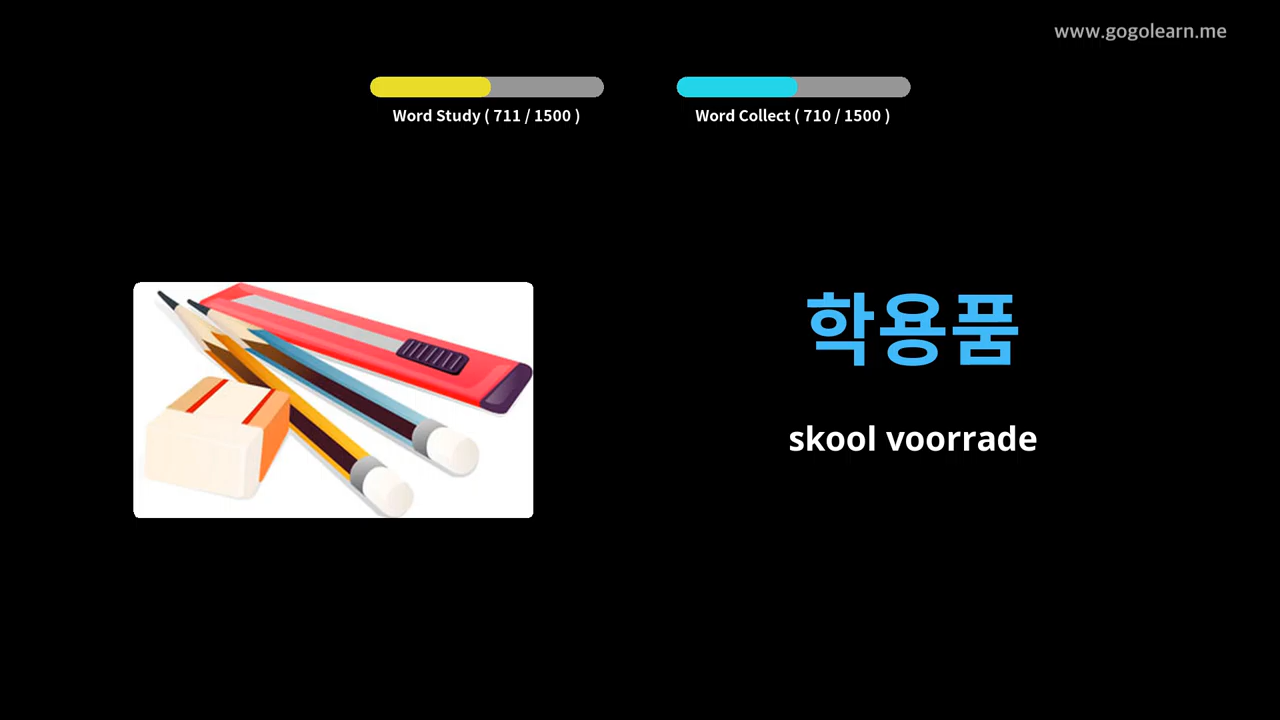 www.gogolearn.me
Word Study ( 711 / 1500 )
Word Collect ( 710 / 1500 )
학용품
skool voorrade